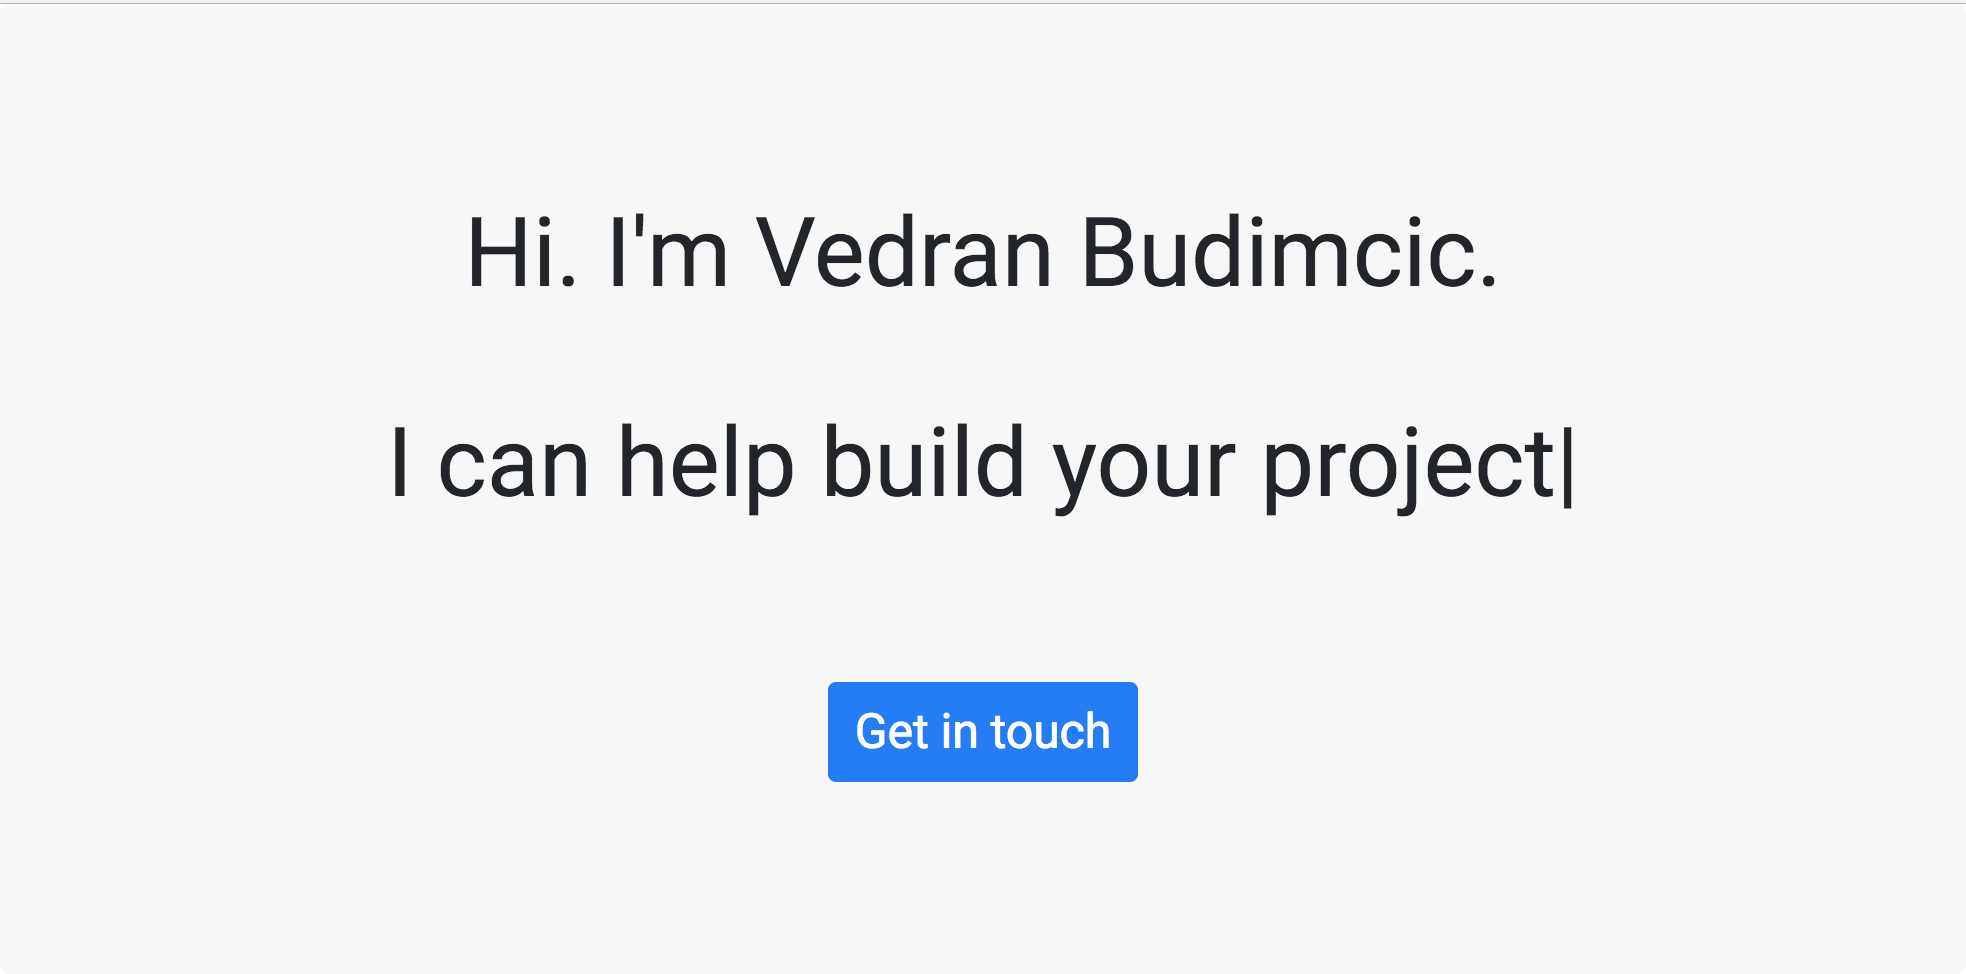 Hi. I'm Vedran Budimcic.
I can help build your project|
Get in touch